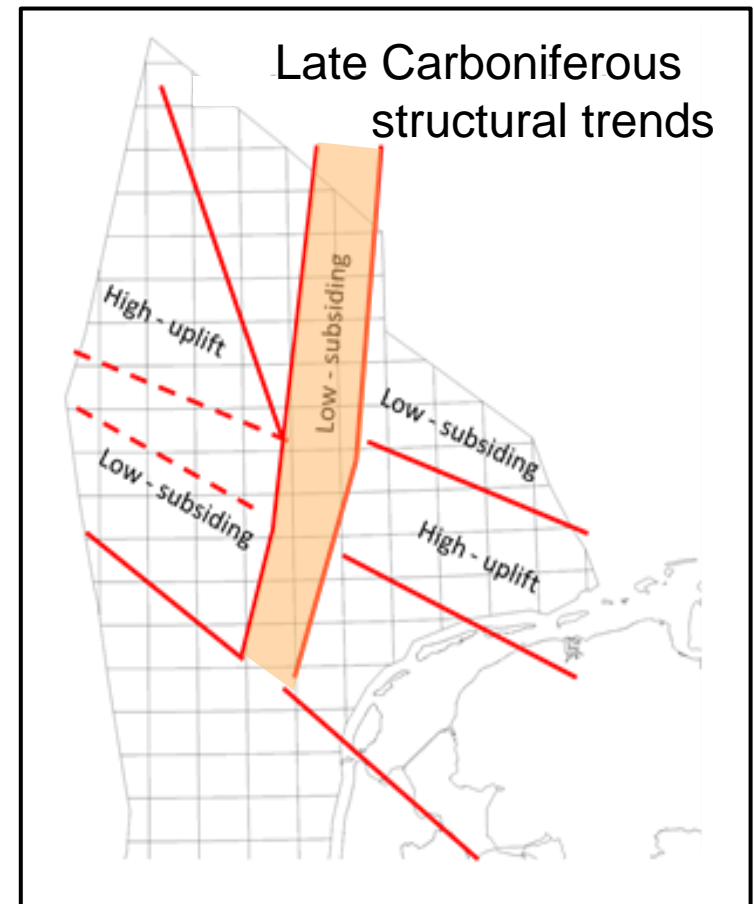 Late Carboniferous
structural trends
High - uplift
Low - subsiding
Low - subsiding
Low - subsiding
High - uplift